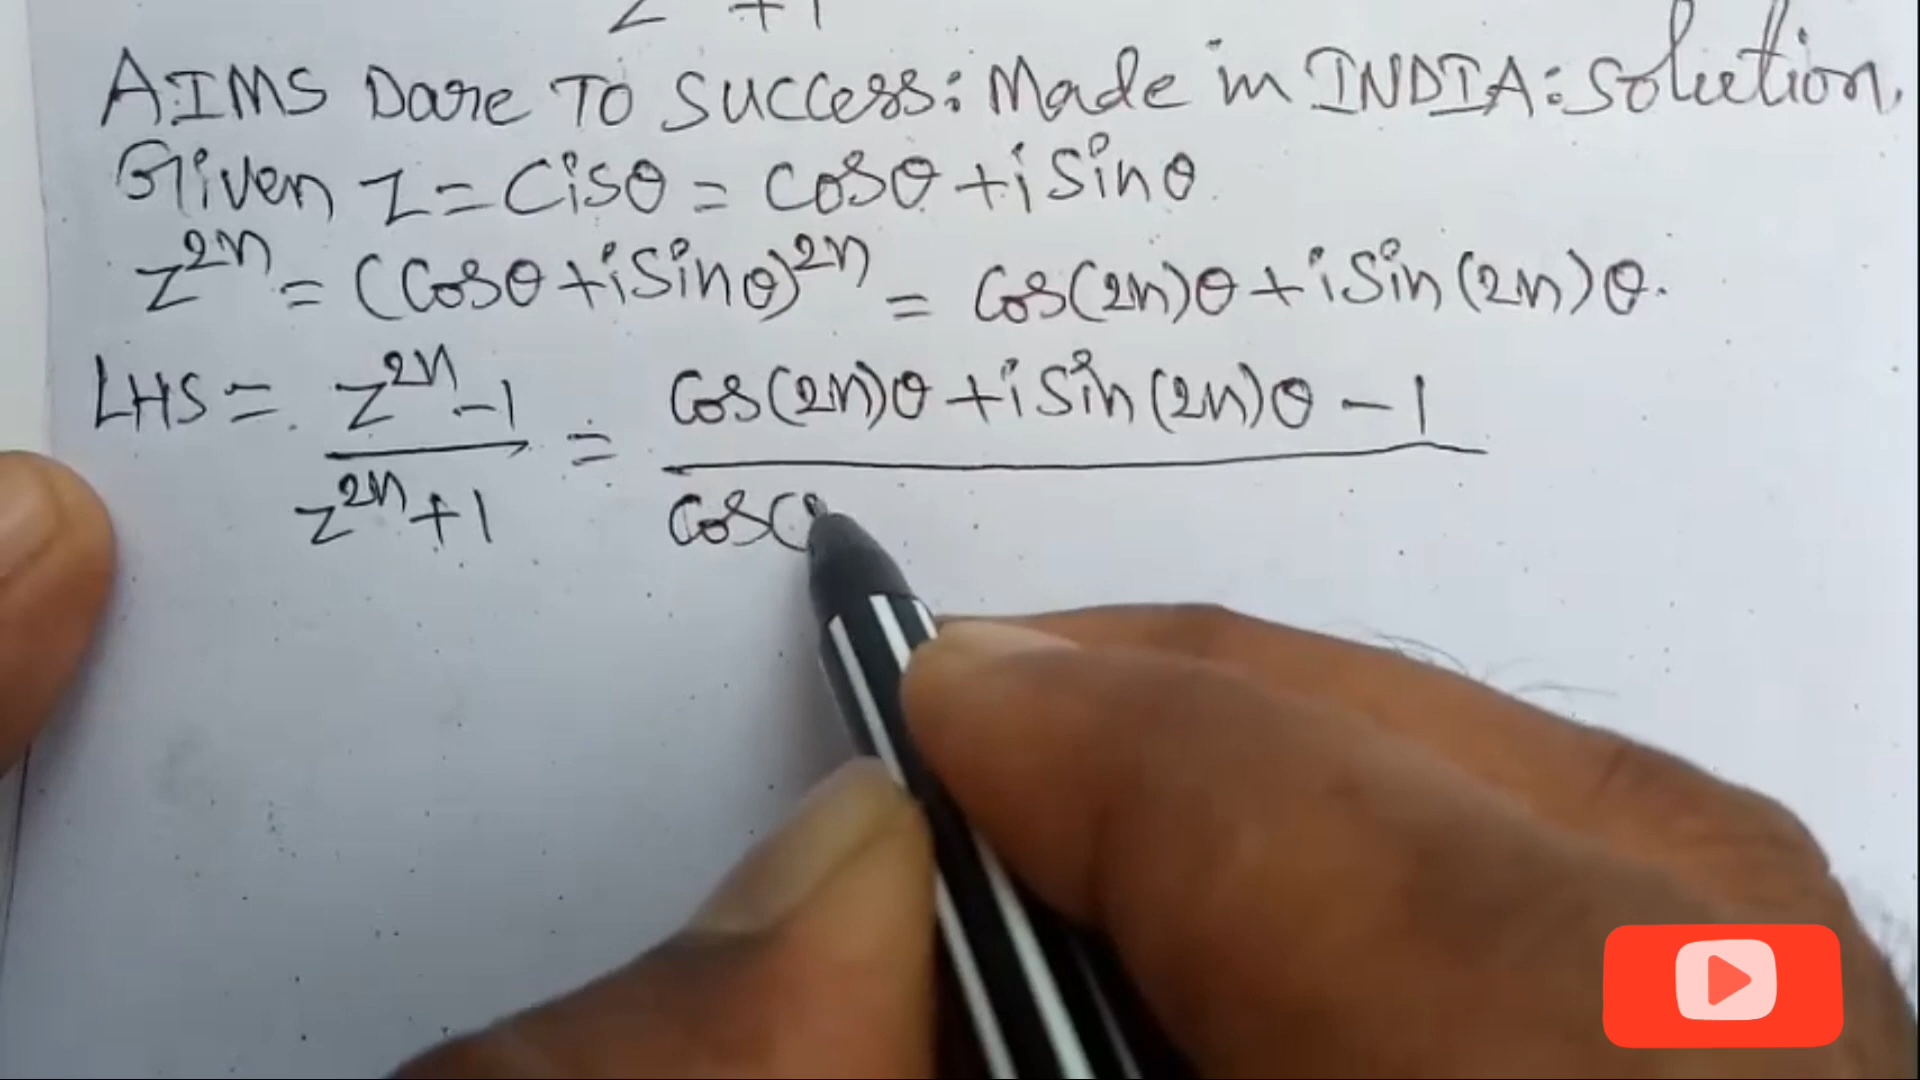 z +1
AIMS Dare To Success: Made in INDIA: Solution.
Given z = Cisθ = Cosθ + i Sinθ
z^2n = (Cosθ + i Sinθ)^2n = Cos(2n)θ + i Sin(2n)θ.
LHS = z^2n - 1 / z^2n + 1 = Cos(2n)θ + i Sin(2n)θ - 1 / Cos(